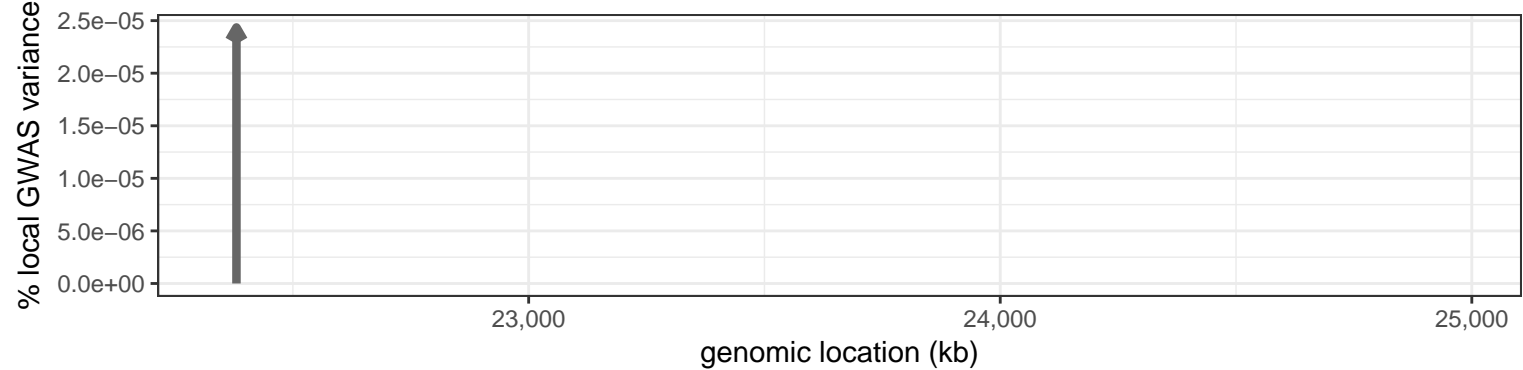 % local GWAS variance
2.5e−05
2.0e−05
1.5e−05
1.0e−05
5.0e−06
0.0e+00
23,000
24,000
25,000
genomic location (kb)